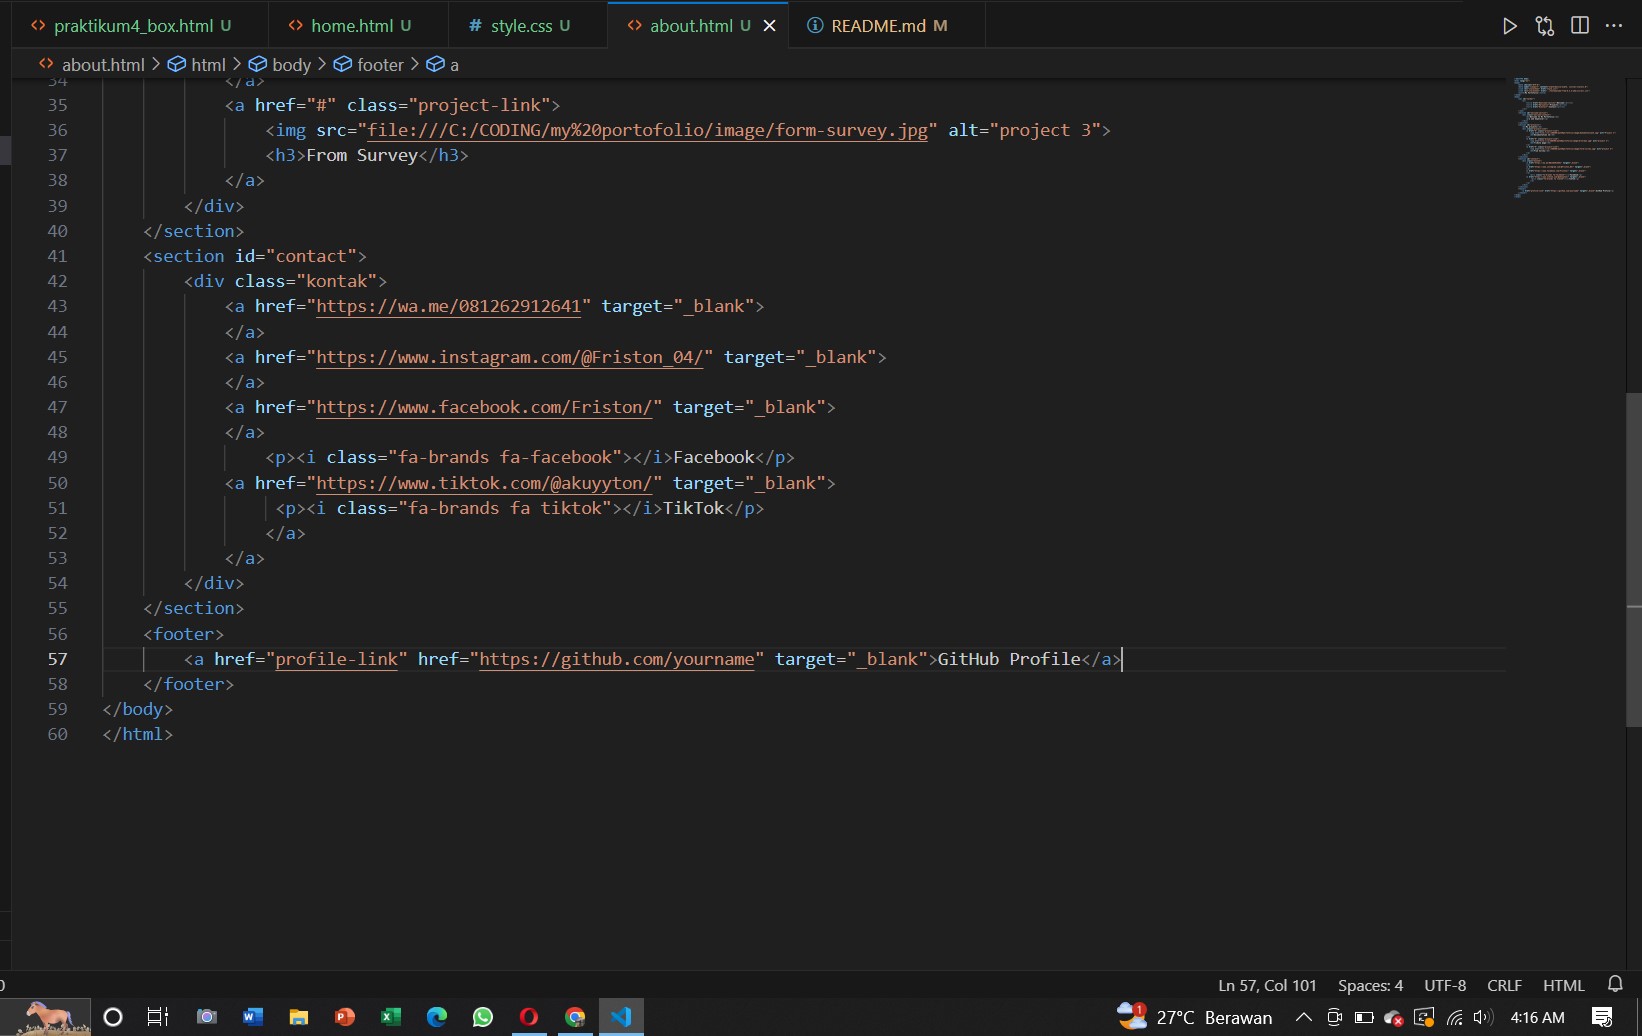 praktikum4_box.html U
home.html U
# style.css U
about.html U
README.md M
about.html > html > body > footer > a
34 </a>
35 <a href="#" class="project-link">
36 <img src="file:///C:/CODING/my%20portofolio/image/form-survey.jpg" alt="project 3">
37 <h3>From Survey</h3>
38 </a>
39 </div>
40 </section>
41 <section id="contact">
42 <div class="kontak">
43 <a href="https://wa.me/081262912641" target="_blank">
44 </a>
45 <a href="https://www.instagram.com/@Friston_04/" target="_blank">
46 </a>
47 <a href="https://www.facebook.com/Friston/" target="_blank">
48 </a>
49 <p><i class="fa-brands fa-facebook"></i>Facebook</p>
50 <a href="https://www.tiktok.com/@akuyyton/" target="_blank">
51 <p><i class="fa-brands fa tiktok"></i>TikTok</p>
52 </a>
53 </a>
54 </div>
55 </section>
56 <footer>
57 <a href="profile-link" href="https://github.com/yourname" target="_blank">GitHub Profile</a>
58 </footer>
59 </body>
60 </html>
Ln 57, Col 101
Spaces: 4
UTF-8
CRLF
HTML
1
27°C Berawan
4:16 AM